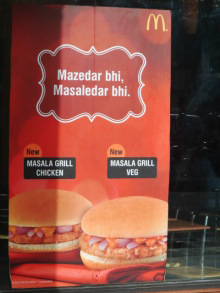 M
Mazedar bhi,
Masaledar bhi.
New
MASALA GRILL
CHICKEN
New
MASALA GRILL
VEG